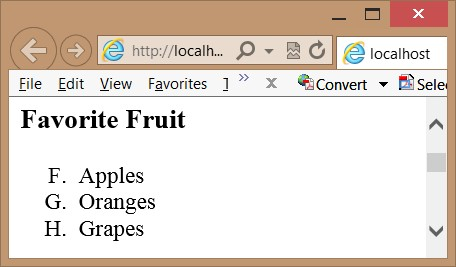 http://localh...
localhost
File Edit View Favorites
Convert
Favorite Fruit
F. Apples
G. Oranges
H. Grapes